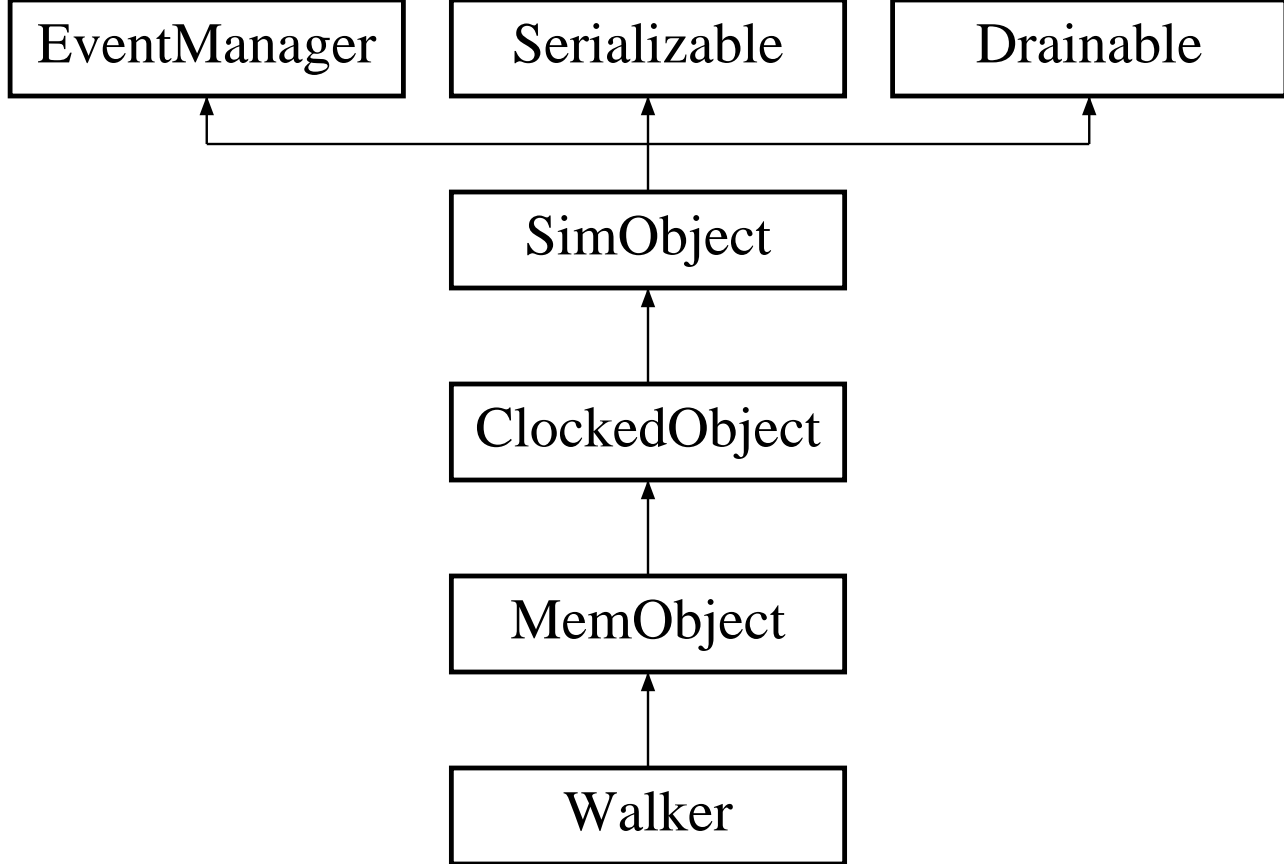 EventManager Serializable Drainable
SimObject
ClockedObject
MemObject
Walker